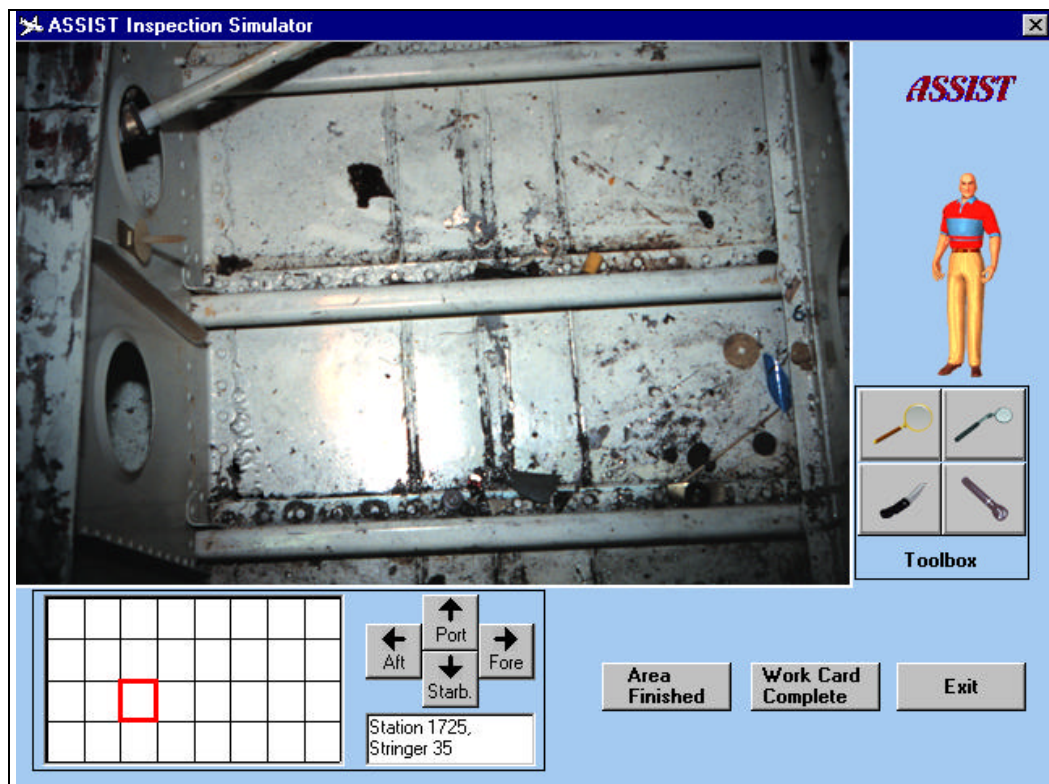 ASSIST Inspection Simulator
ASSIST
6
Toolbox
Port
Aft
Fore
Starb.
Station 1725,
Stringer 35
Area
Finished
Work Card
Complete
Exit